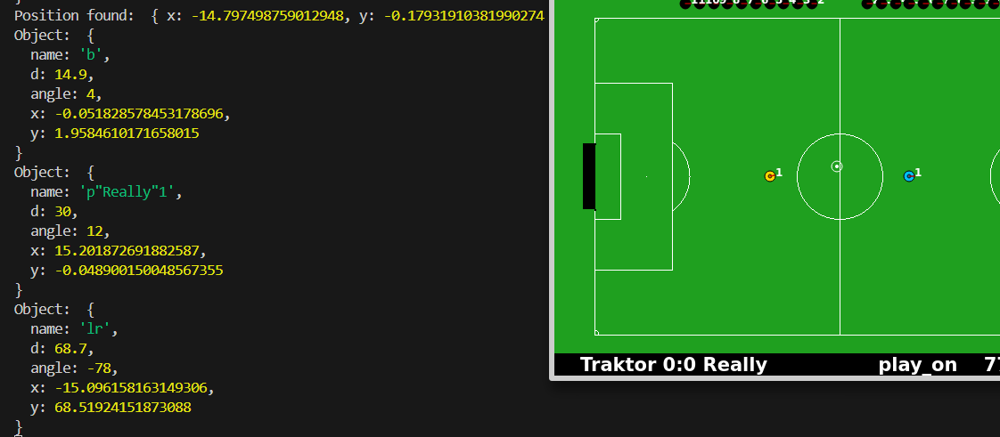 }
Position found:  { x: -14.797498759012948, y: -0.17931910381990274
Object:  {
  name: 'b',
  d: 14.9,
  angle: 4,
  x: -0.051828578453178696,
  y: 1.9584610171658015
}
Object:  {
  name: 'p"Really"1',
  d: 30,
  angle: 12,
  x: 15.201872691882587,
  y: -0.048900150048567355
}
Object:  {
  name: 'lr',
  d: 68.7,
  angle: -78,
  x: -15.096158163149306,
  y: 68.51924151873088
}
1
1
Traktor 0:0 Really
play_on